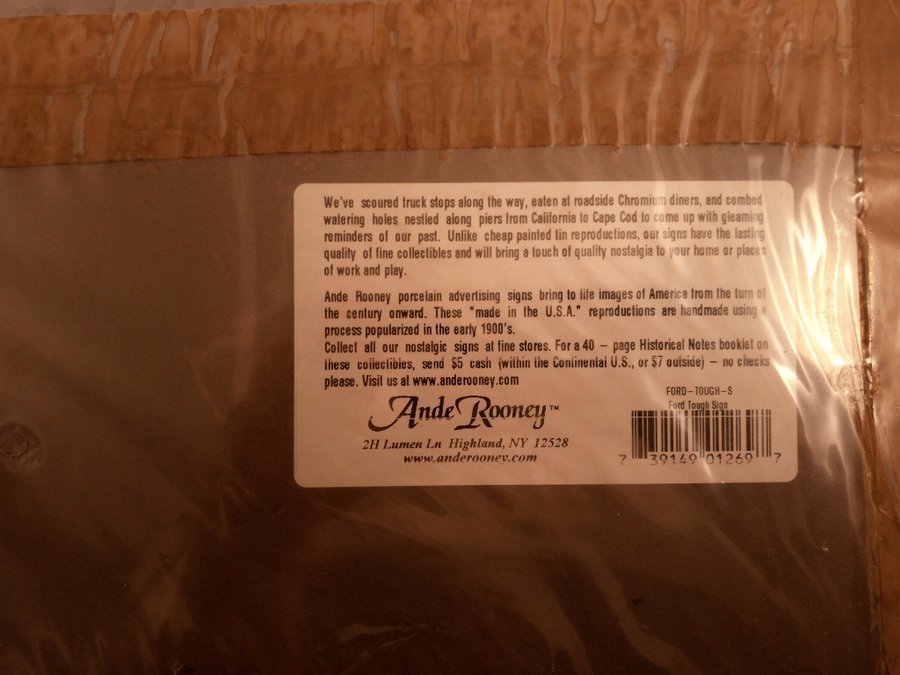 We've scoured truck stops along the way, eaten at roadside Chromium diners, and combed
watering holes nestled along piers from California to Cape Cod to come up with gleaming
reminders of our past. Unlike cheap painted tin reproductions, our signs have the lasting
quality of fine collectibles and will bring a touch of quality nostalgia to your home or places
of work and play.
Ande Rooney porcelain advertising signs bring to life images of America from the turn of
the century onward. These "made in the U.S.A." reproductions are handmade using a
process popularized in the early 1900's.
Collect all our nostalgic signs at fine stores. For a 40 – page Historical Notes booklet on
these collectibles, send $5 cash (within the Continental U.S., or $7 outside) – no checks
please. Visit us at www.anderooney.com
FORD-TOUGH-S
Ford Tough Sign
Ande Rooney™
2H Lumen Ln Highland, NY 12528
www.anderooney.com
7 39149 01269 7